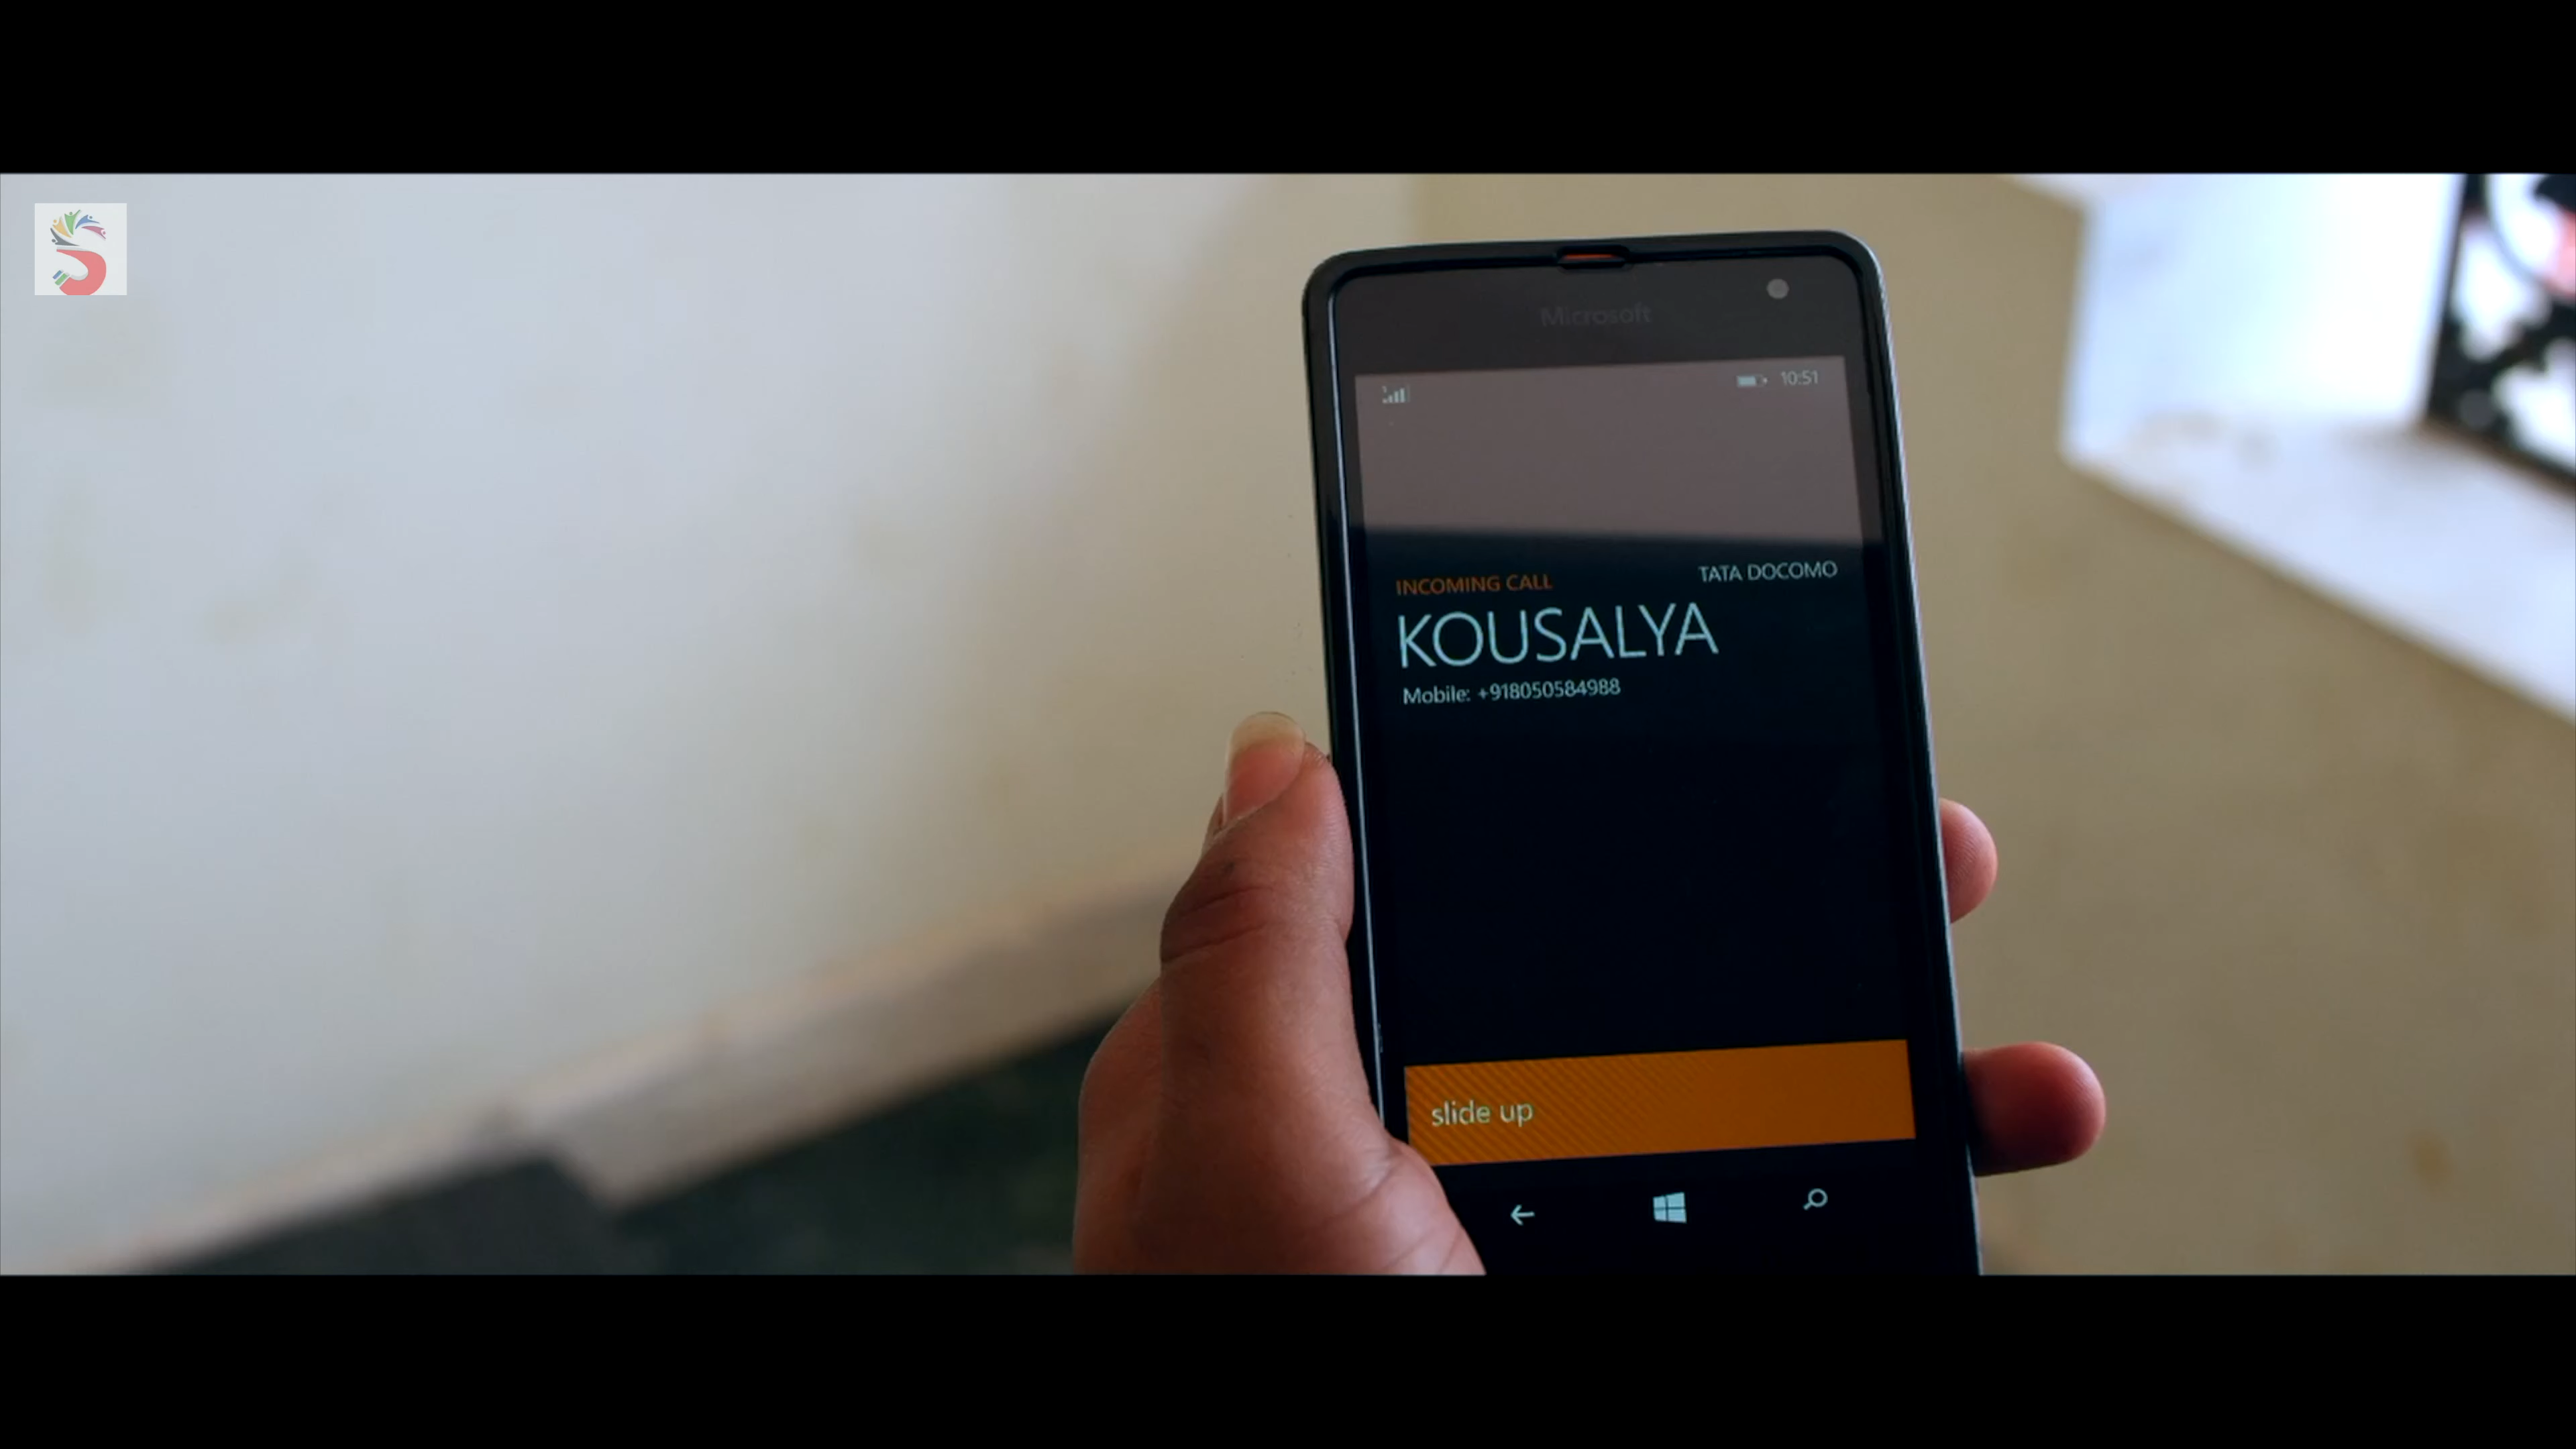 Microsoft
10:51
INCOMING CALL
TATA DOCOMO
KOUSALYA
Mobile: +918050584988
slide up